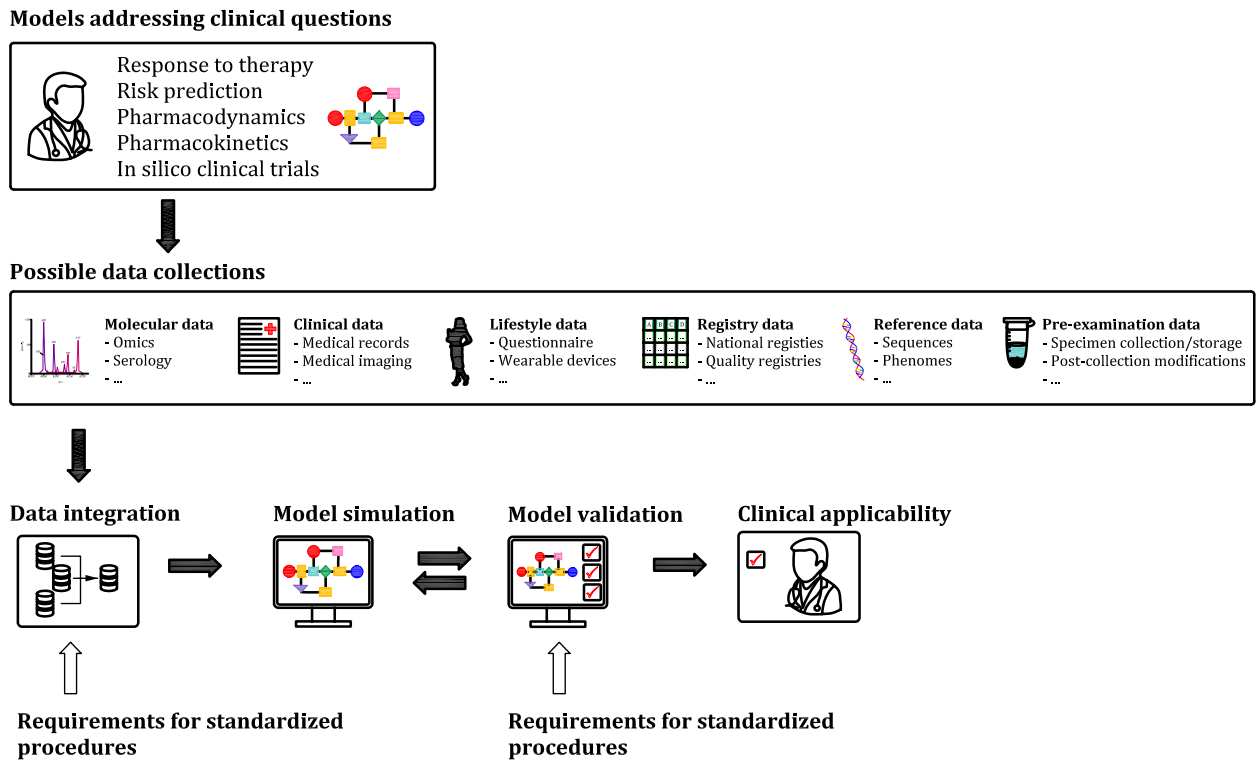 Models addressing clinical questions
Response to therapy
Risk prediction
Pharmacodynamics
Pharmacokinetics
In silico clinical trials
Possible data collections
Molecular data
- Omics
- Serology
- ...
Clinical data
- Medical records
- Medical imaging
- ...
Lifestyle data
- Questionnaire
- Wearable devices
- ...
A B C D
Registry data
- National registies
- Quality registries
- ...
Reference data
- Sequences
- Phenomes
- ...
Pre-examination data
- Specimen collection/storage
- Post-collection modifications
- ...
Data integration
Model simulation
Model validation
Clinical applicability
Requirements for standardized
procedures
Requirements for standardized
procedures